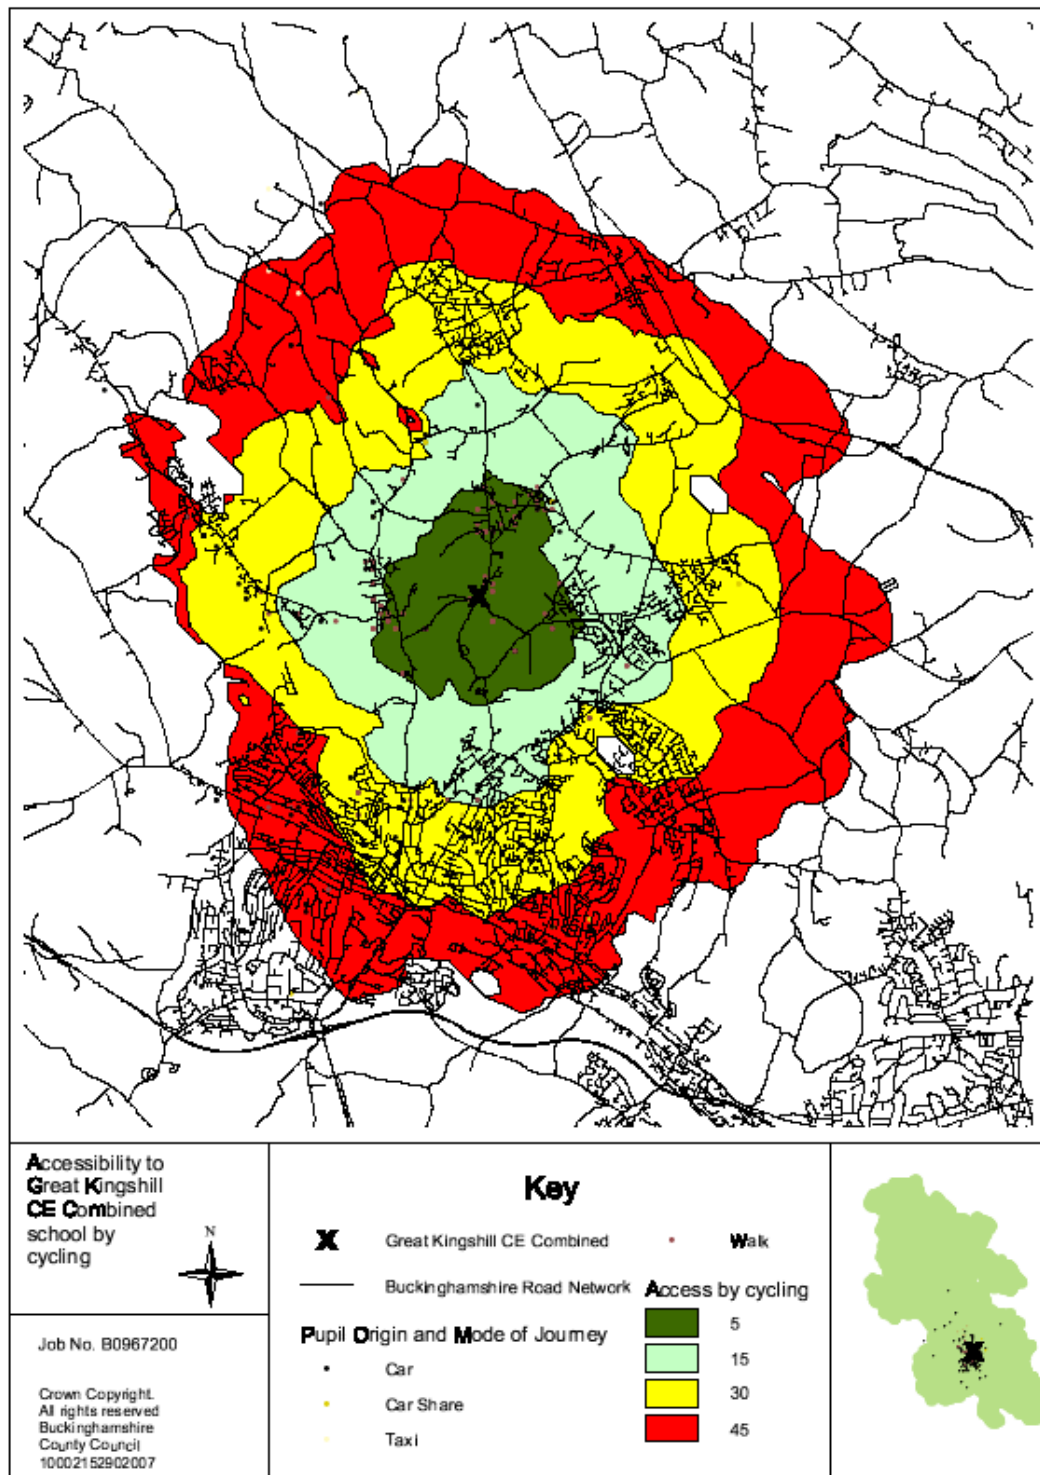 Accessibility to
Great Kingshill
CE Combined
school by
cycling
N
Job No. B0967200
Crown Copyright.
All rights reserved
Buckinghamshire
County Council
10002152902007
Key
X Great Kingshill CE Combined
Buckinghamshire Road Network
Pupil Origin and Mode of Journey
Car
Car Share
Taxi
Walk
Access by cycling
5
15
30
45